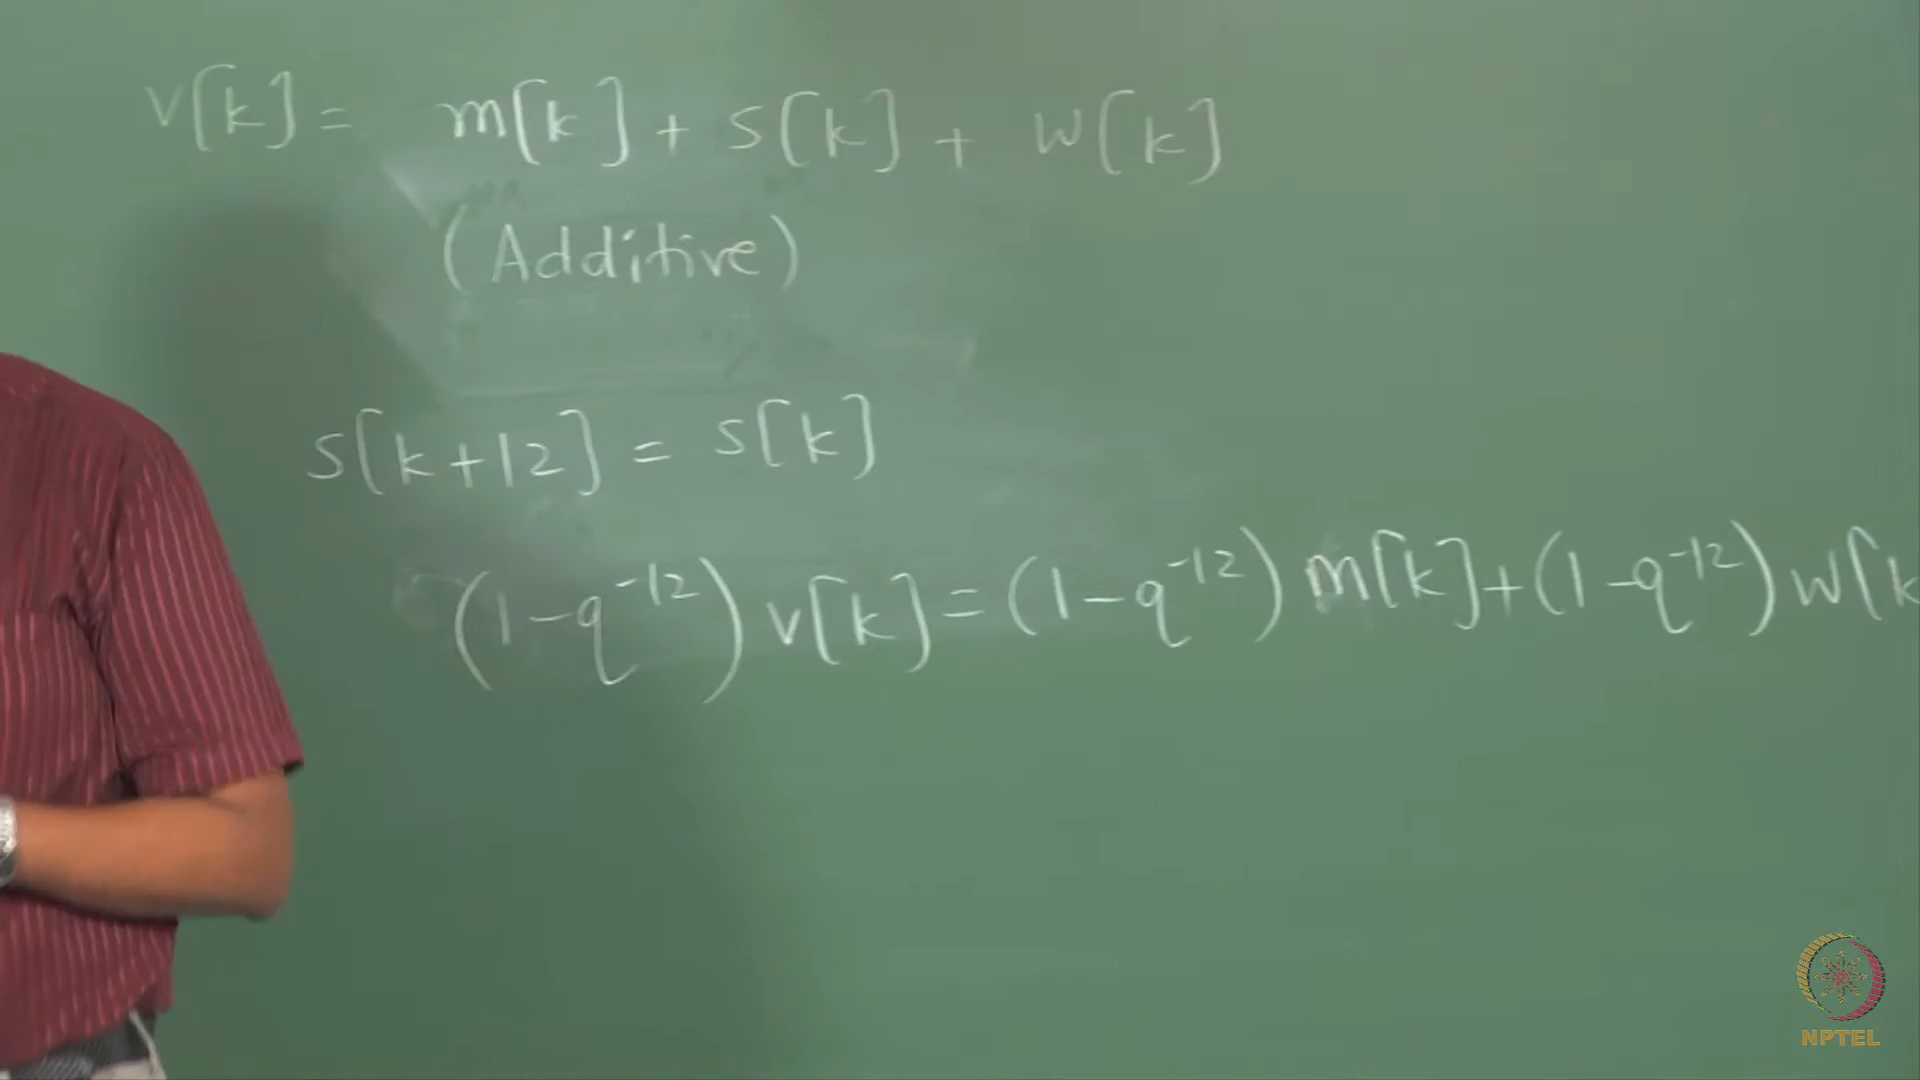 v[k] = m[k] + s[k] + w[k]
(Additive)
s[k+12] = s[k]
(1-q⁻¹²) v[k] = (1-q⁻¹²) m[k] + (1-q⁻¹²) w[k
NPTEL